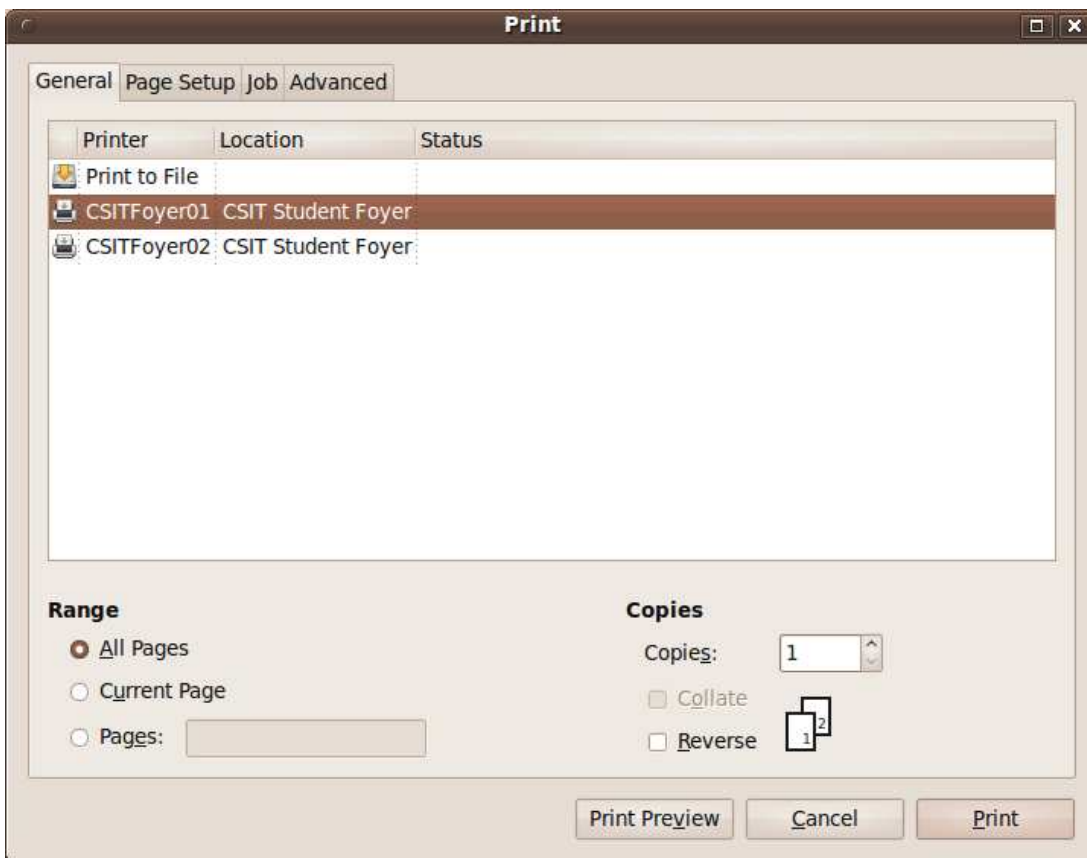 Print
General Page Setup Job Advanced
Printer Location Status
Print to File
CSITFoyer01 CSIT Student Foyer
CSITFoyer02 CSIT Student Foyer
Range
All Pages
Current Page
Pages:
Copies
Copies: 1
Collate
Reverse
1 2
Print Preview Cancel Print